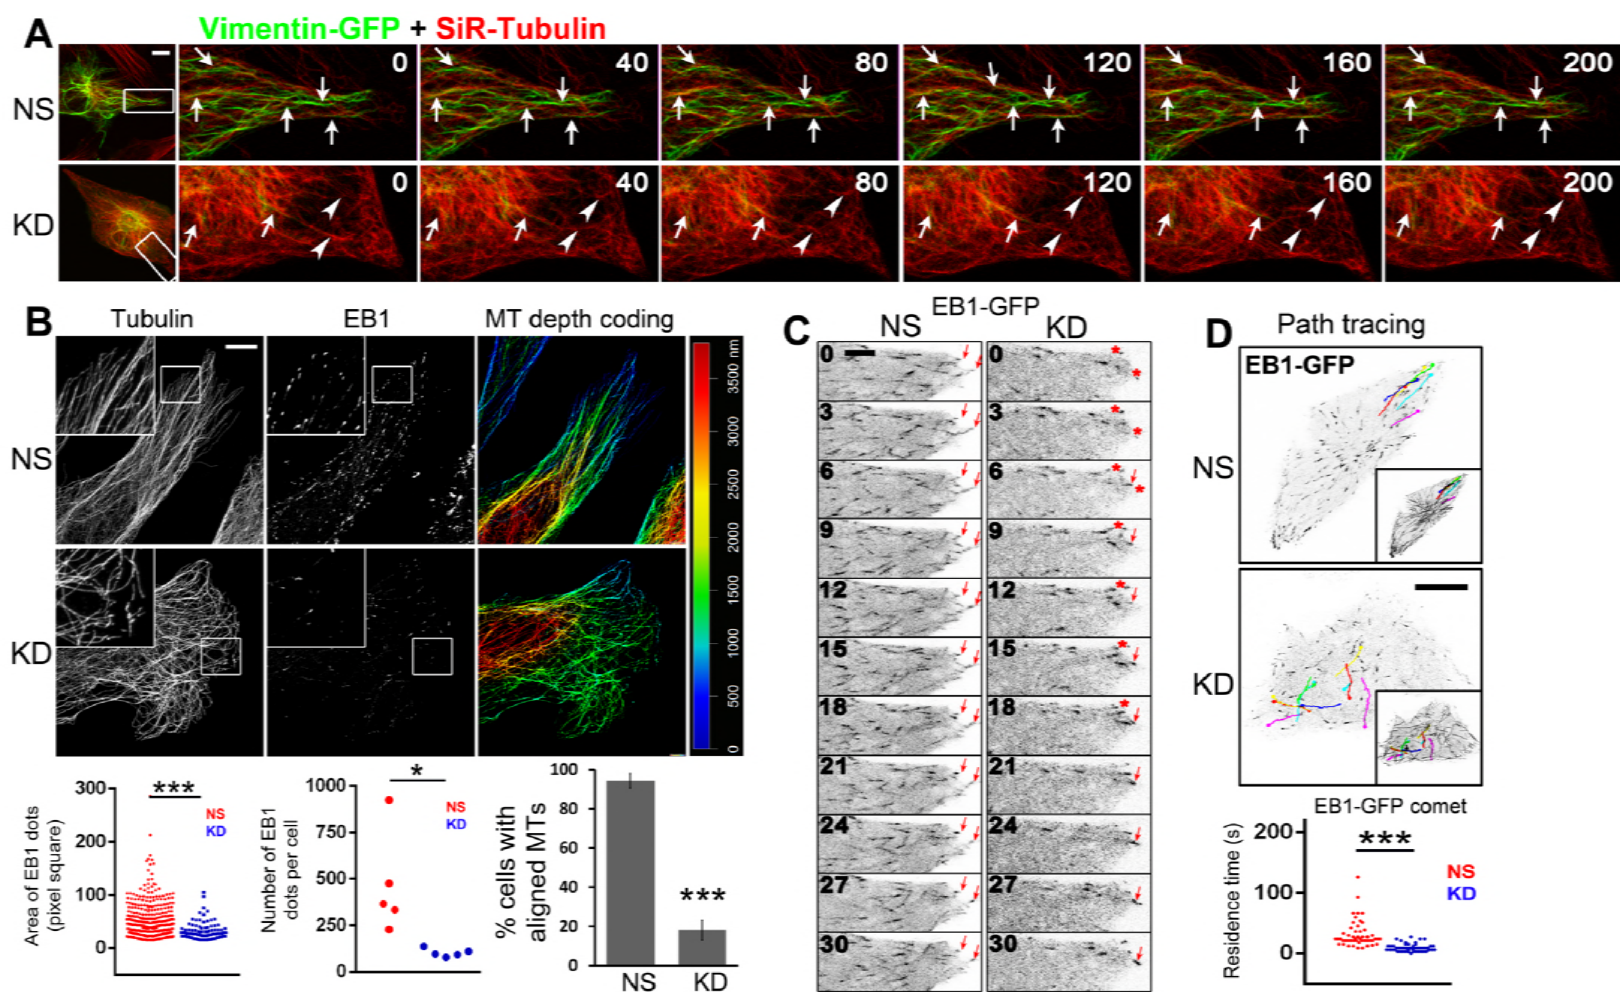 A
Vimentin-GFP + SiR-Tubulin
NS
0 40 80 120 160 200
KD
0 40 80 120 160 200
B
Tubulin EB1 MT depth coding
NS
KD
3500 nm
3000
2500
2000
1500
1000
500
0
Area of EB1 dots
(pixel square)
300
200
100
0
***
NS
KD
Number of EB1
dots per cell
1000
750
500
250
0
*
NS
KD
% cells with
aligned MTs
100
80
60
40
20
0
***
NS KD
C
EB1-GFP
NS KD
0 0
3 3
6 6
9 9
12 12
15 15
18 18
21 21
24 24
27 27
30 30
D
Path tracing
EB1-GFP
NS
KD
EB1-GFP comet
Residence time (s)
200
100
0
***
NS
KD